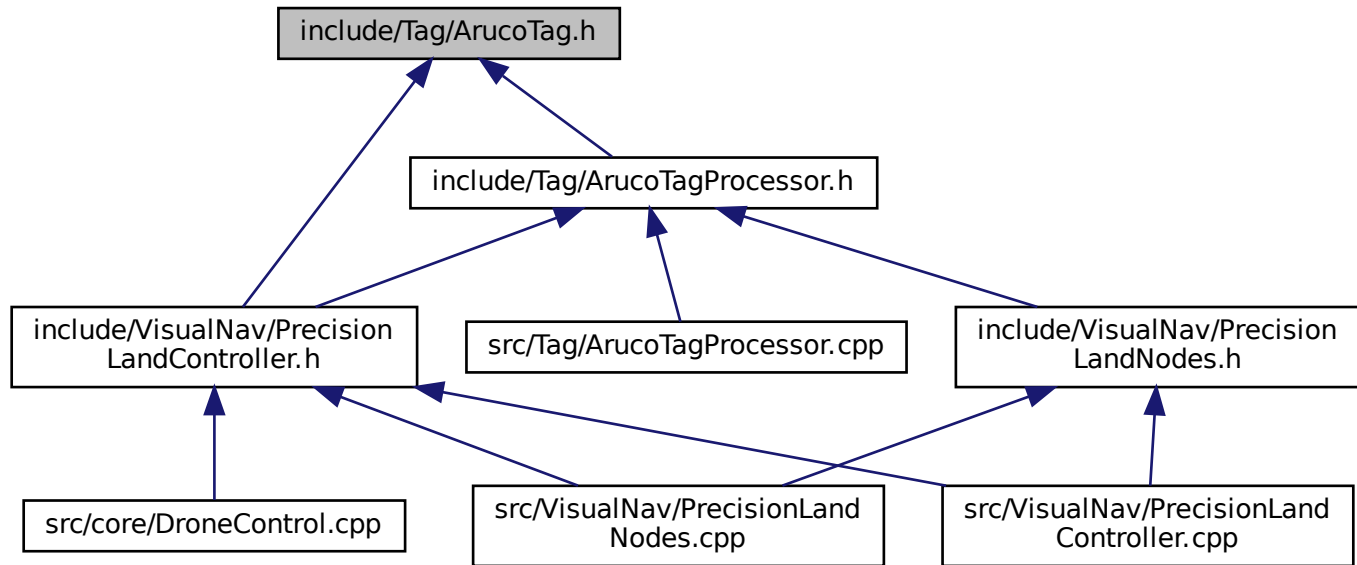 include/Tag/ArucoTag.h
include/Tag/ArucoTagProcessor.h
include/VisualNav/Precision
LandController.h
src/Tag/ArucoTagProcessor.cpp
include/VisualNav/Precision
LandNodes.h
src/core/DroneControl.cpp
src/VisualNav/PrecisionLand
Nodes.cpp
src/VisualNav/PrecisionLand
Controller.cpp